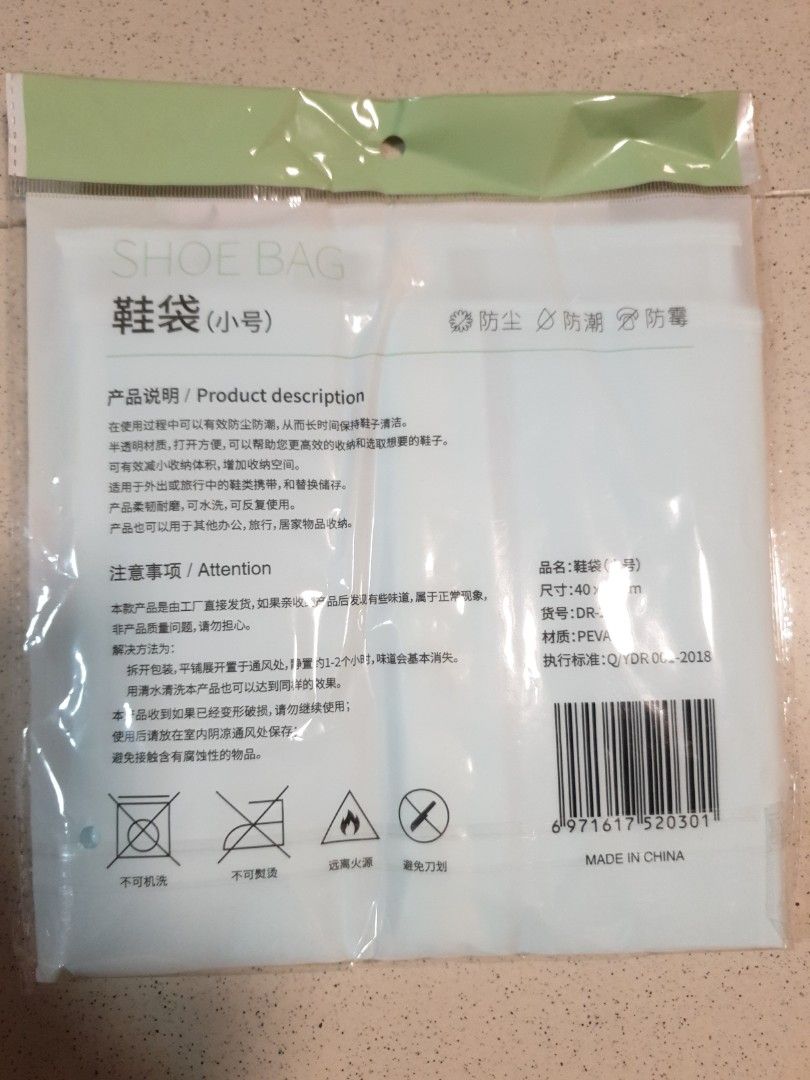 SHOE BAG
鞋袋(小号)
防尘 防潮 防霉
产品说明 / Product description
在使用过程中可以有效防尘防潮,从而长时间保持鞋子清洁。
半透明材质,打开方便,可以帮助您更高效的收纳和选取想要的鞋子。
可有效减小收纳体积,增加收纳空间。
适用于外出或旅行中的鞋类携带,和替换储存。
产品柔韧耐磨,可水洗,可反复使用。
产品也可以用于其他办公,旅行,居家物品收纳。
注意事项 / Attention
本款产品是由工厂直接发货,如果亲收到产品后发现有些味道,属于正常现象,
非产品质量问题,请勿担心。
解决方法为:
拆开包装,平铺展开置于通风处,静置约1-2个小时,味道会基本消失。
用清水清洗本产品也可以达到同样的效果。
本产品收到如果已经变形破损,请勿继续使用;
使用后请放在室内阴凉通风处保存;
避免接触含有腐蚀性的物品。
不可机洗
不可熨烫
远离火源
避免刀划
品名:鞋袋(小号)
尺寸:40
货号:DR-
材质:PEVA
执行标准:Q/YDR -2018
6 971617 520301
MADE IN CHINA